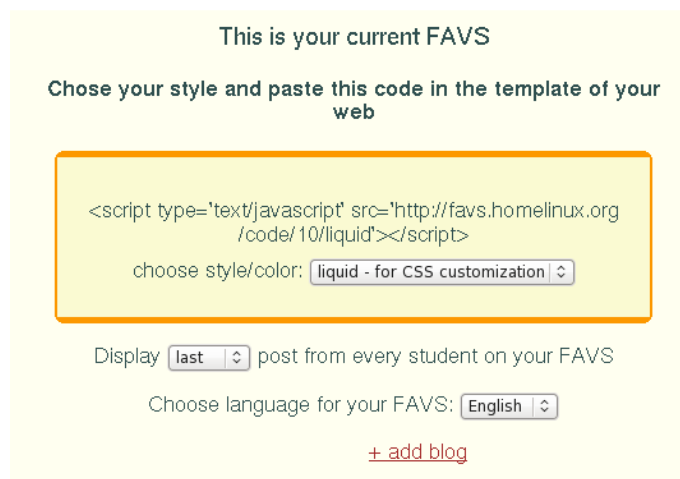 This is your current FAVS
Chose your style and paste this code in the template of your
web
<script type='text/javascript' src='http://favs.homelinux.org
/code/10/liquid'></script>
choose style/color: liquid - for CSS customization
Display last post from every student on your FAVS
Choose language for your FAVS: English
+ add blog